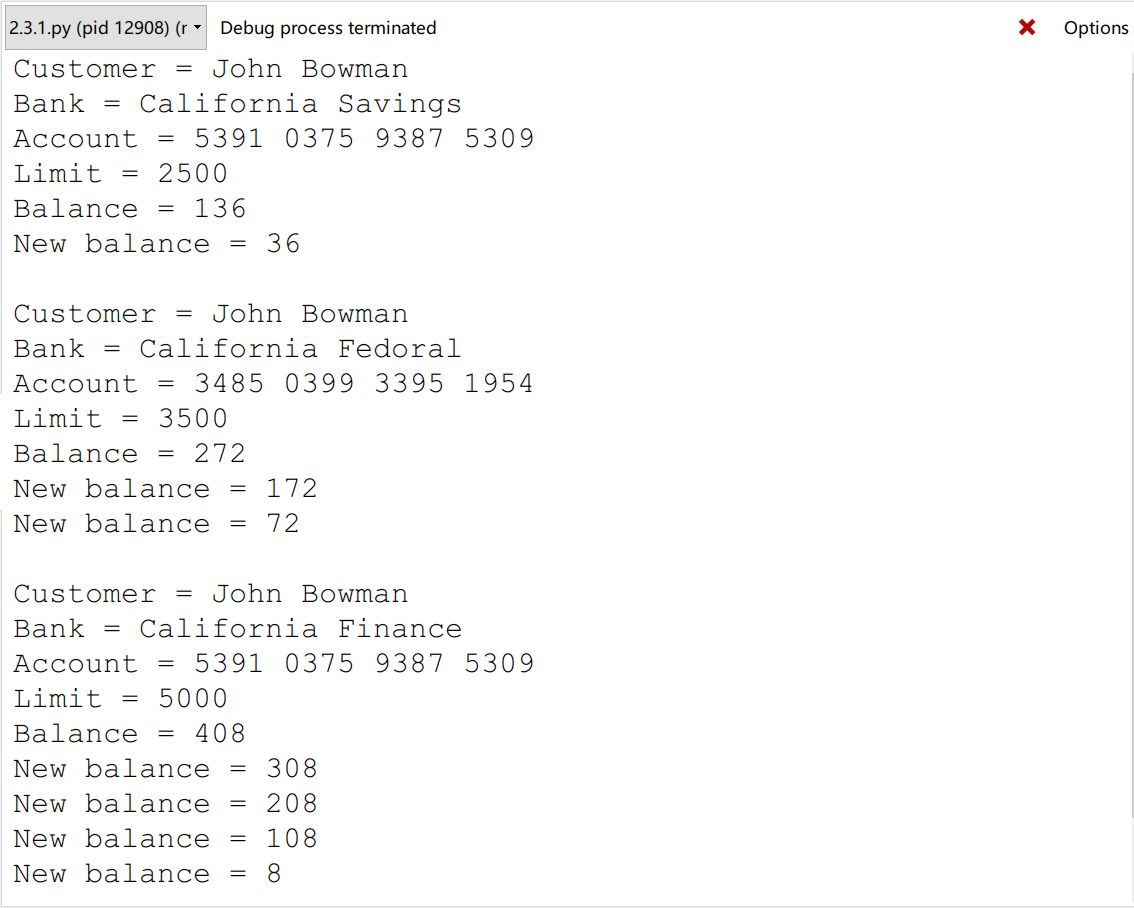 2.3.1.py (pid 12908) (r Debug process terminated Options
Customer = John Bowman
Bank = California Savings
Account = 5391 0375 9387 5309
Limit = 2500
Balance = 136
New balance = 36
Customer = John Bowman
Bank = California Fedoral
Account = 3485 0399 3395 1954
Limit = 3500
Balance = 272
New balance = 172
New balance = 72
Customer = John Bowman
Bank = California Finance
Account = 5391 0375 9387 5309
Limit = 5000
Balance = 408
New balance = 308
New balance = 208
New balance = 108
New balance = 8